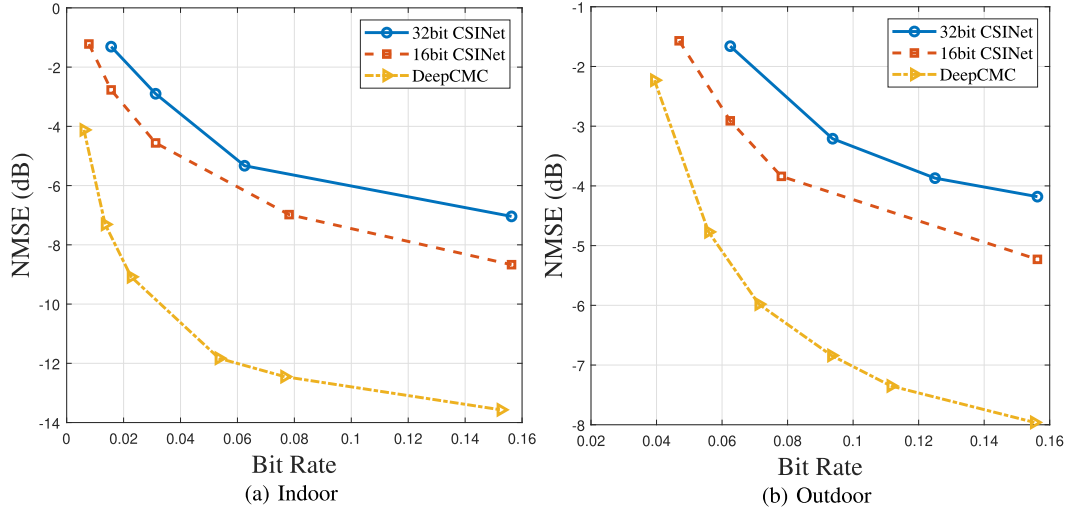 0
-2
-4
-6
-8
-10
-12
-14
NMSE (dB)
32bit CSINet
16bit CSINet
DeepCMC
0 0.02 0.04 0.06 0.08 0.1 0.12 0.14 0.16
Bit Rate
(a) Indoor
-1
-2
-3
-4
-5
-6
-7
-8
NMSE (dB)
32bit CSINet
16bit CSINet
DeepCMC
0.02 0.04 0.06 0.08 0.1 0.12 0.14 0.16
Bit Rate
(b) Outdoor